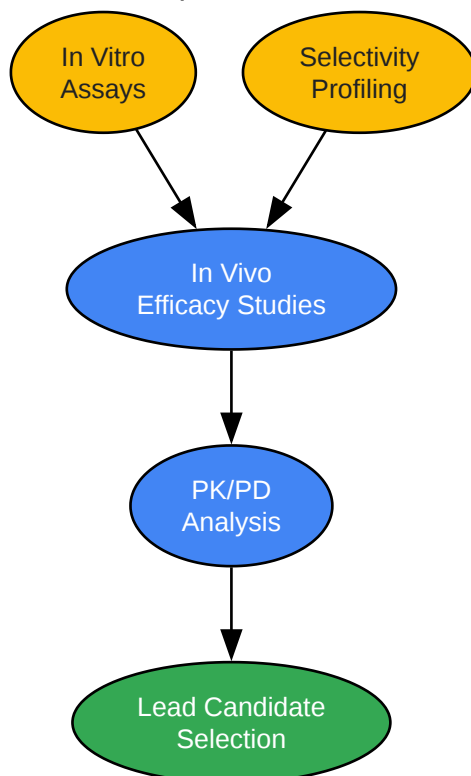 In Vitro
Assays
Selectivity
Profiling
In Vivo
Efficacy Studies
PK/PD
Analysis
Lead Candidate
Selection